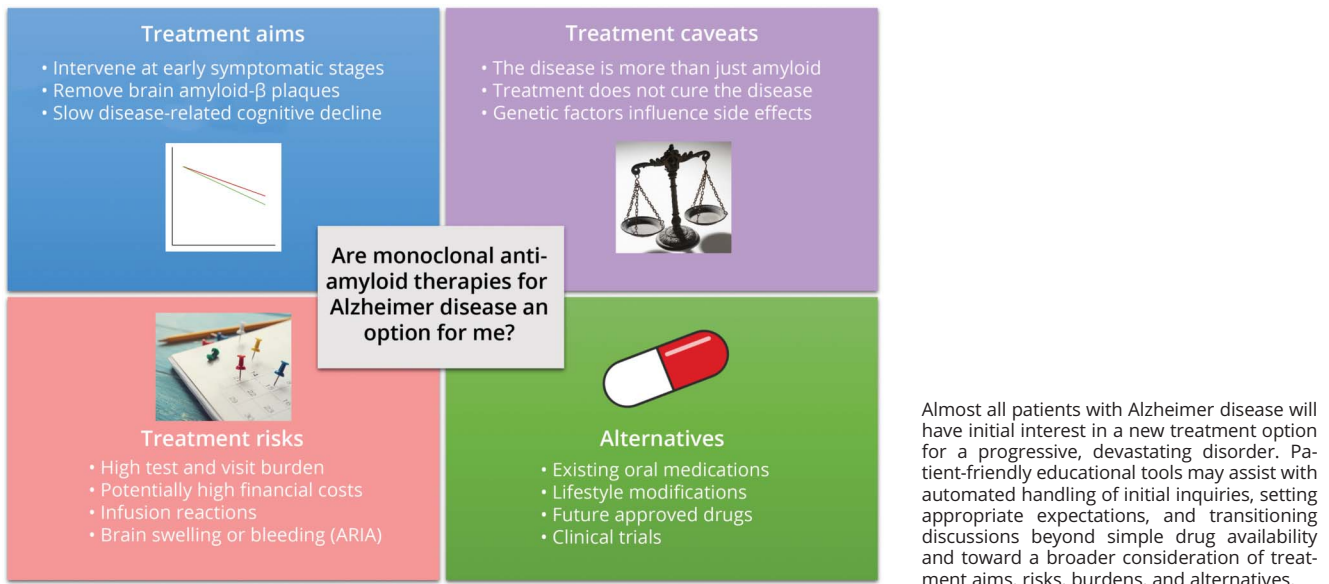 Treatment aims
• Intervene at early symptomatic stages
• Remove brain amyloid-β plaques
• Slow disease-related cognitive decline
Treatment caveats
• The disease is more than just amyloid
• Treatment does not cure the disease
• Genetic factors influence side effects
Are monoclonal anti-
amyloid therapies for
Alzheimer disease an
option for me?
Treatment risks
• High test and visit burden
• Potentially high financial costs
• Infusion reactions
• Brain swelling or bleeding (ARIA)
Alternatives
• Existing oral medications
• Lifestyle modifications
• Future approved drugs
• Clinical trials
Almost all patients with Alzheimer disease will
have initial interest in a new treatment option
for a progressive, devastating disorder. Pa-
tient-friendly educational tools may assist with
automated handling of initial inquiries, setting
appropriate expectations, and transitioning
discussions beyond simple drug availability
and toward a broader consideration of treat-
ment aims, risks, burdens, and alternatives